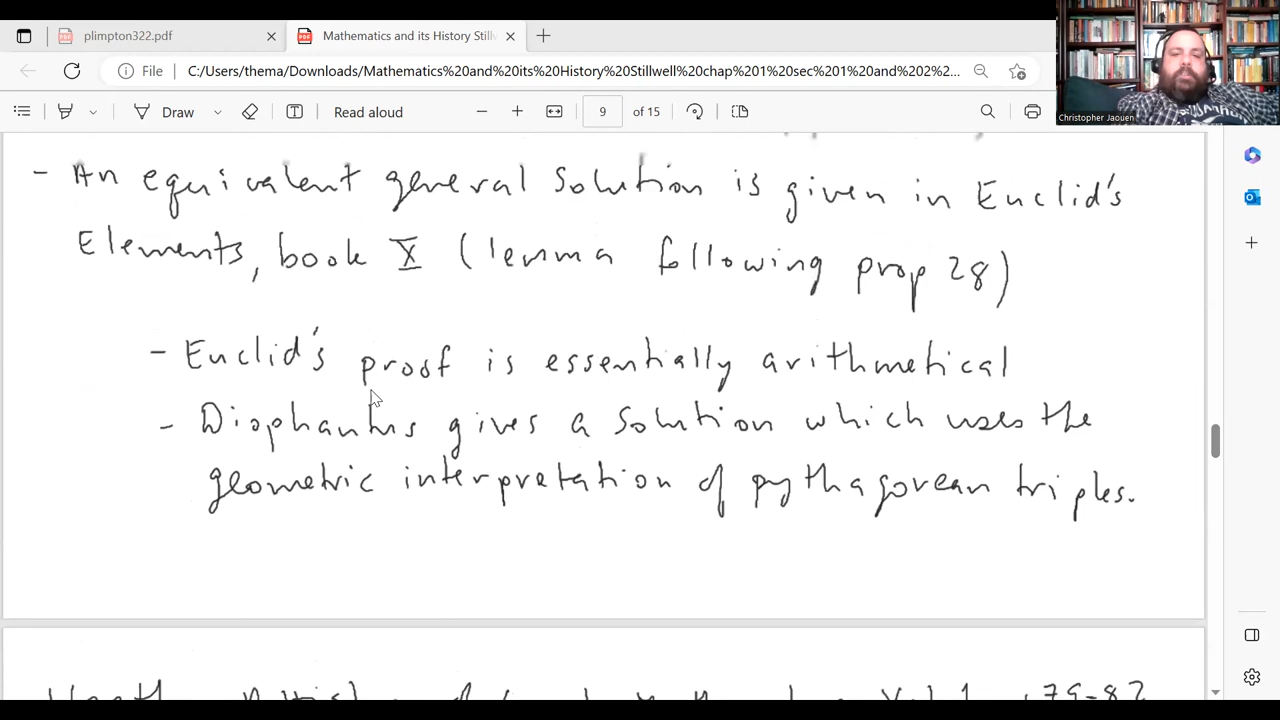 plimpton322.pdf
Mathematics and its History Still
File
C:/Users/thema/Downloads/Mathematics%20and%20its%20History%20Stillwell%20chap%201%20sec%201%20and%202%2...
Draw
Read aloud
9
of 15
Christopher Jaouen
- An equivalent general solution is given in Euclid's
Elements, book X (lemma following prop 28)
- Euclid's proof is essentially arithmetical
- Diophantus gives a solution which uses the
geometric interpretation of pythagorean triples.